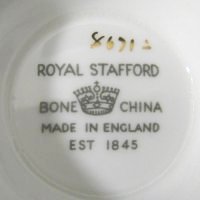 ROYAL STAFFORD
BONE CHINA
MADE IN ENGLAND
EST 1845